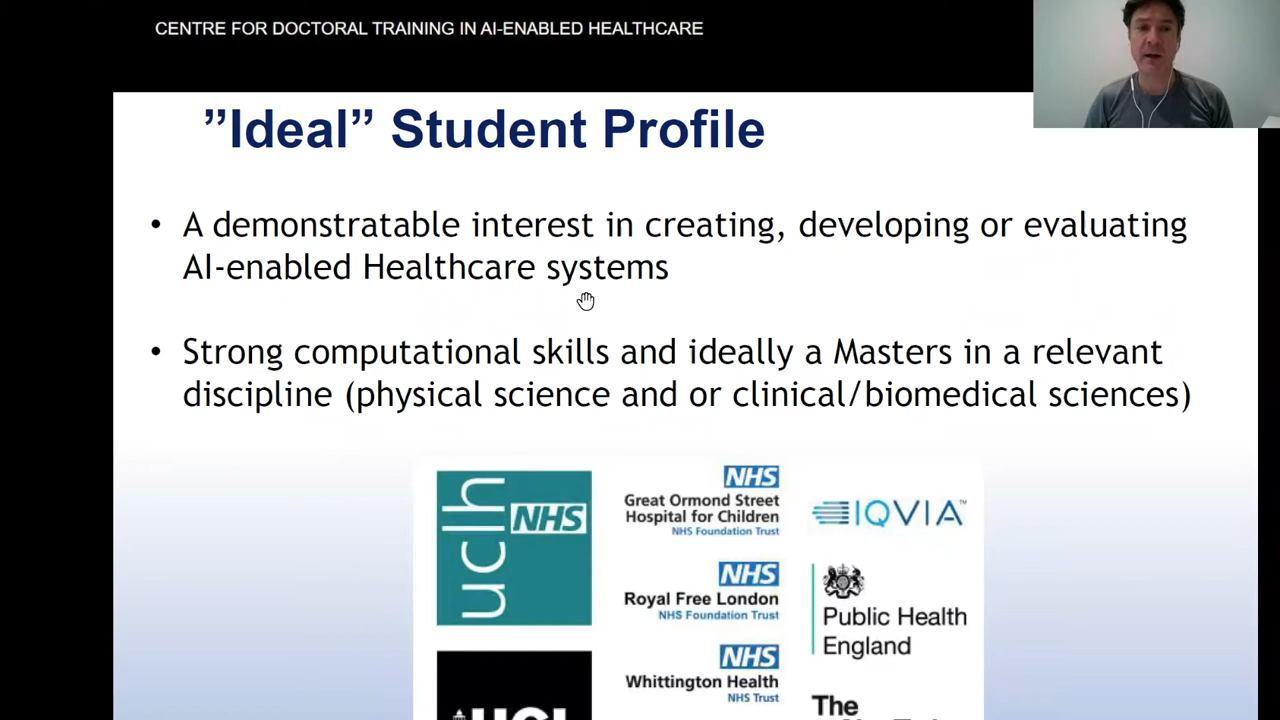 CENTRE FOR DOCTORAL TRAINING IN AI-ENABLED HEALTHCARE
”Ideal” Student Profile
• A demonstratable interest in creating, developing or evaluating
AI-enabled Healthcare systems
• Strong computational skills and ideally a Masters in a relevant
discipline (physical science and or clinical/biomedical sciences)
uclh
NHS
NHS
Great Ormond Street
Hospital for Children
NHS Foundation Trust
NHS
Royal Free London
NHS Foundation Trust
NHS
Whittington Health
NHS Trust
IQVIA™
Public Health
England
The
UCL